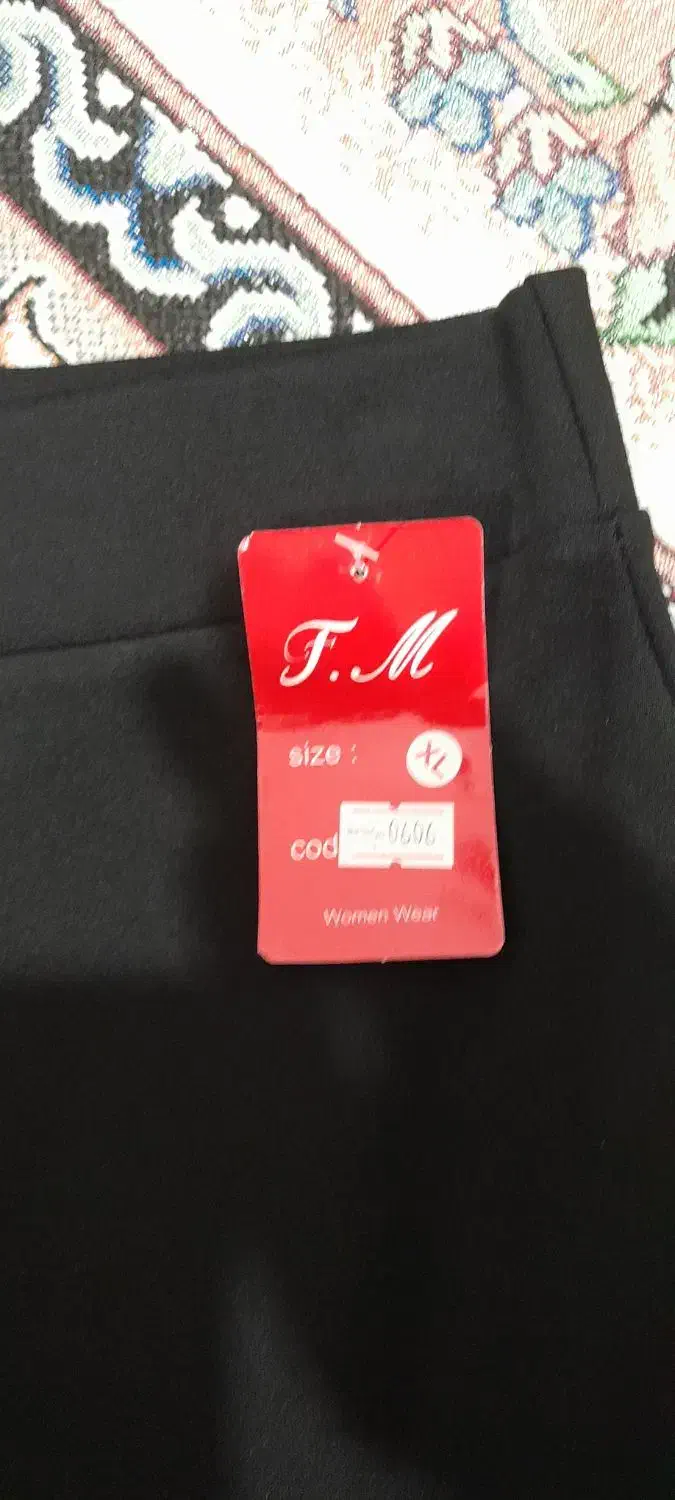 F.M
size :
XL
cod
0606
Women Wear